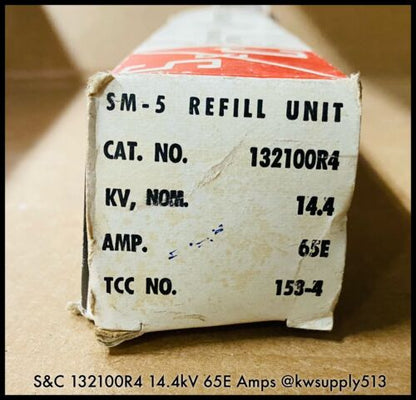 SM-5 REFILL UNIT
CAT. NO. 132100R4
KV, NOM. 14.4
AMP. 65E
TCC NO. 153-4
S&C 132100R4 14.4kV 65E Amps @kwsupply513